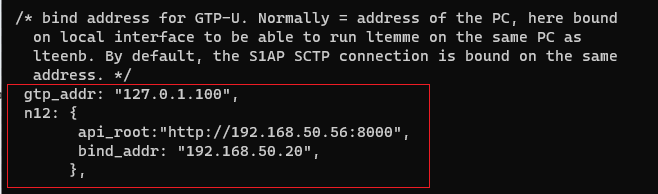 /* bind address for GTP-U. Normally = address of the PC, here bound
on local interface to be able to run ltemme on the same PC as
lteenb. By default, the S1AP SCTP connection is bound on the same
address. */
gtp_addr: "127.0.1.100",
n12: {
api_root:"http://192.168.50.56:8000",
bind_addr: "192.168.50.20",
},